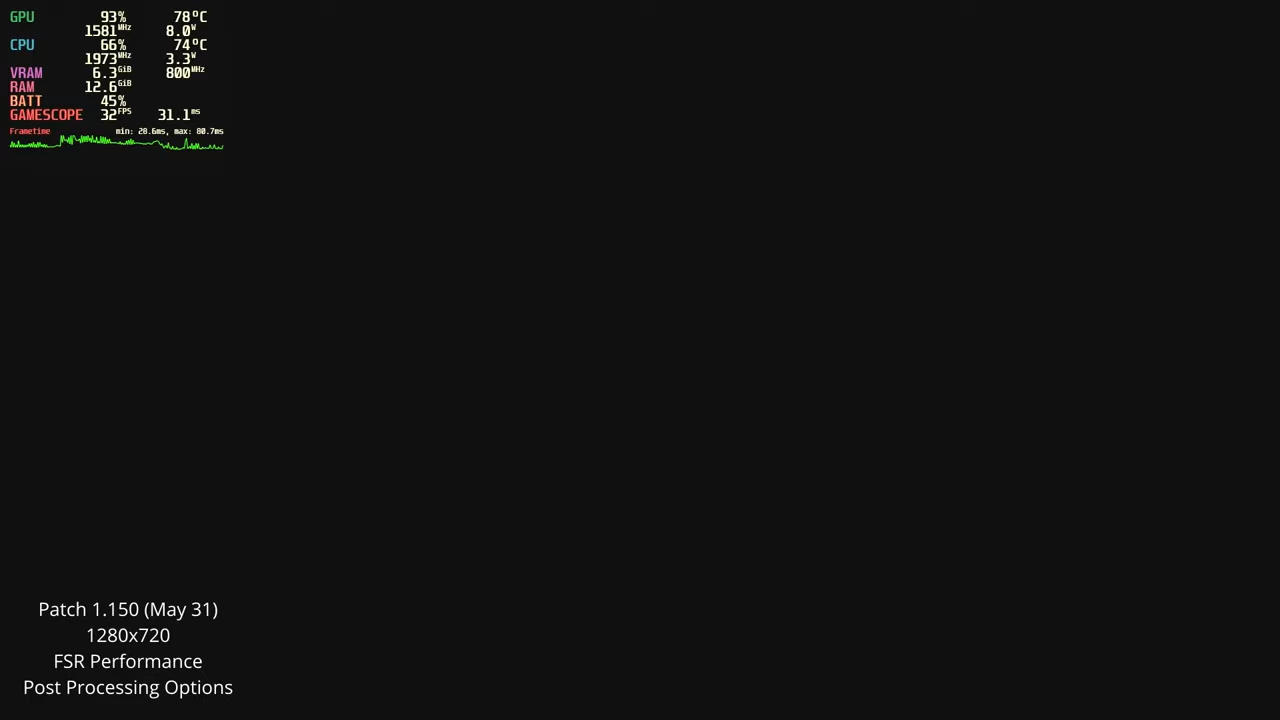 GPU 93% 78°C
1581MHz 8.0W
CPU 66% 74°C
1973MHz 3.3W
VRAM 6.3GiB 800MHz
RAM 12.6GiB
BATT 45%
GAMESCOPE 32FPS 31.1ms
Frametime min: 28.6ms, max: 80.7ms
Patch 1.150 (May 31)
1280x720
FSR Performance
Post Processing Options